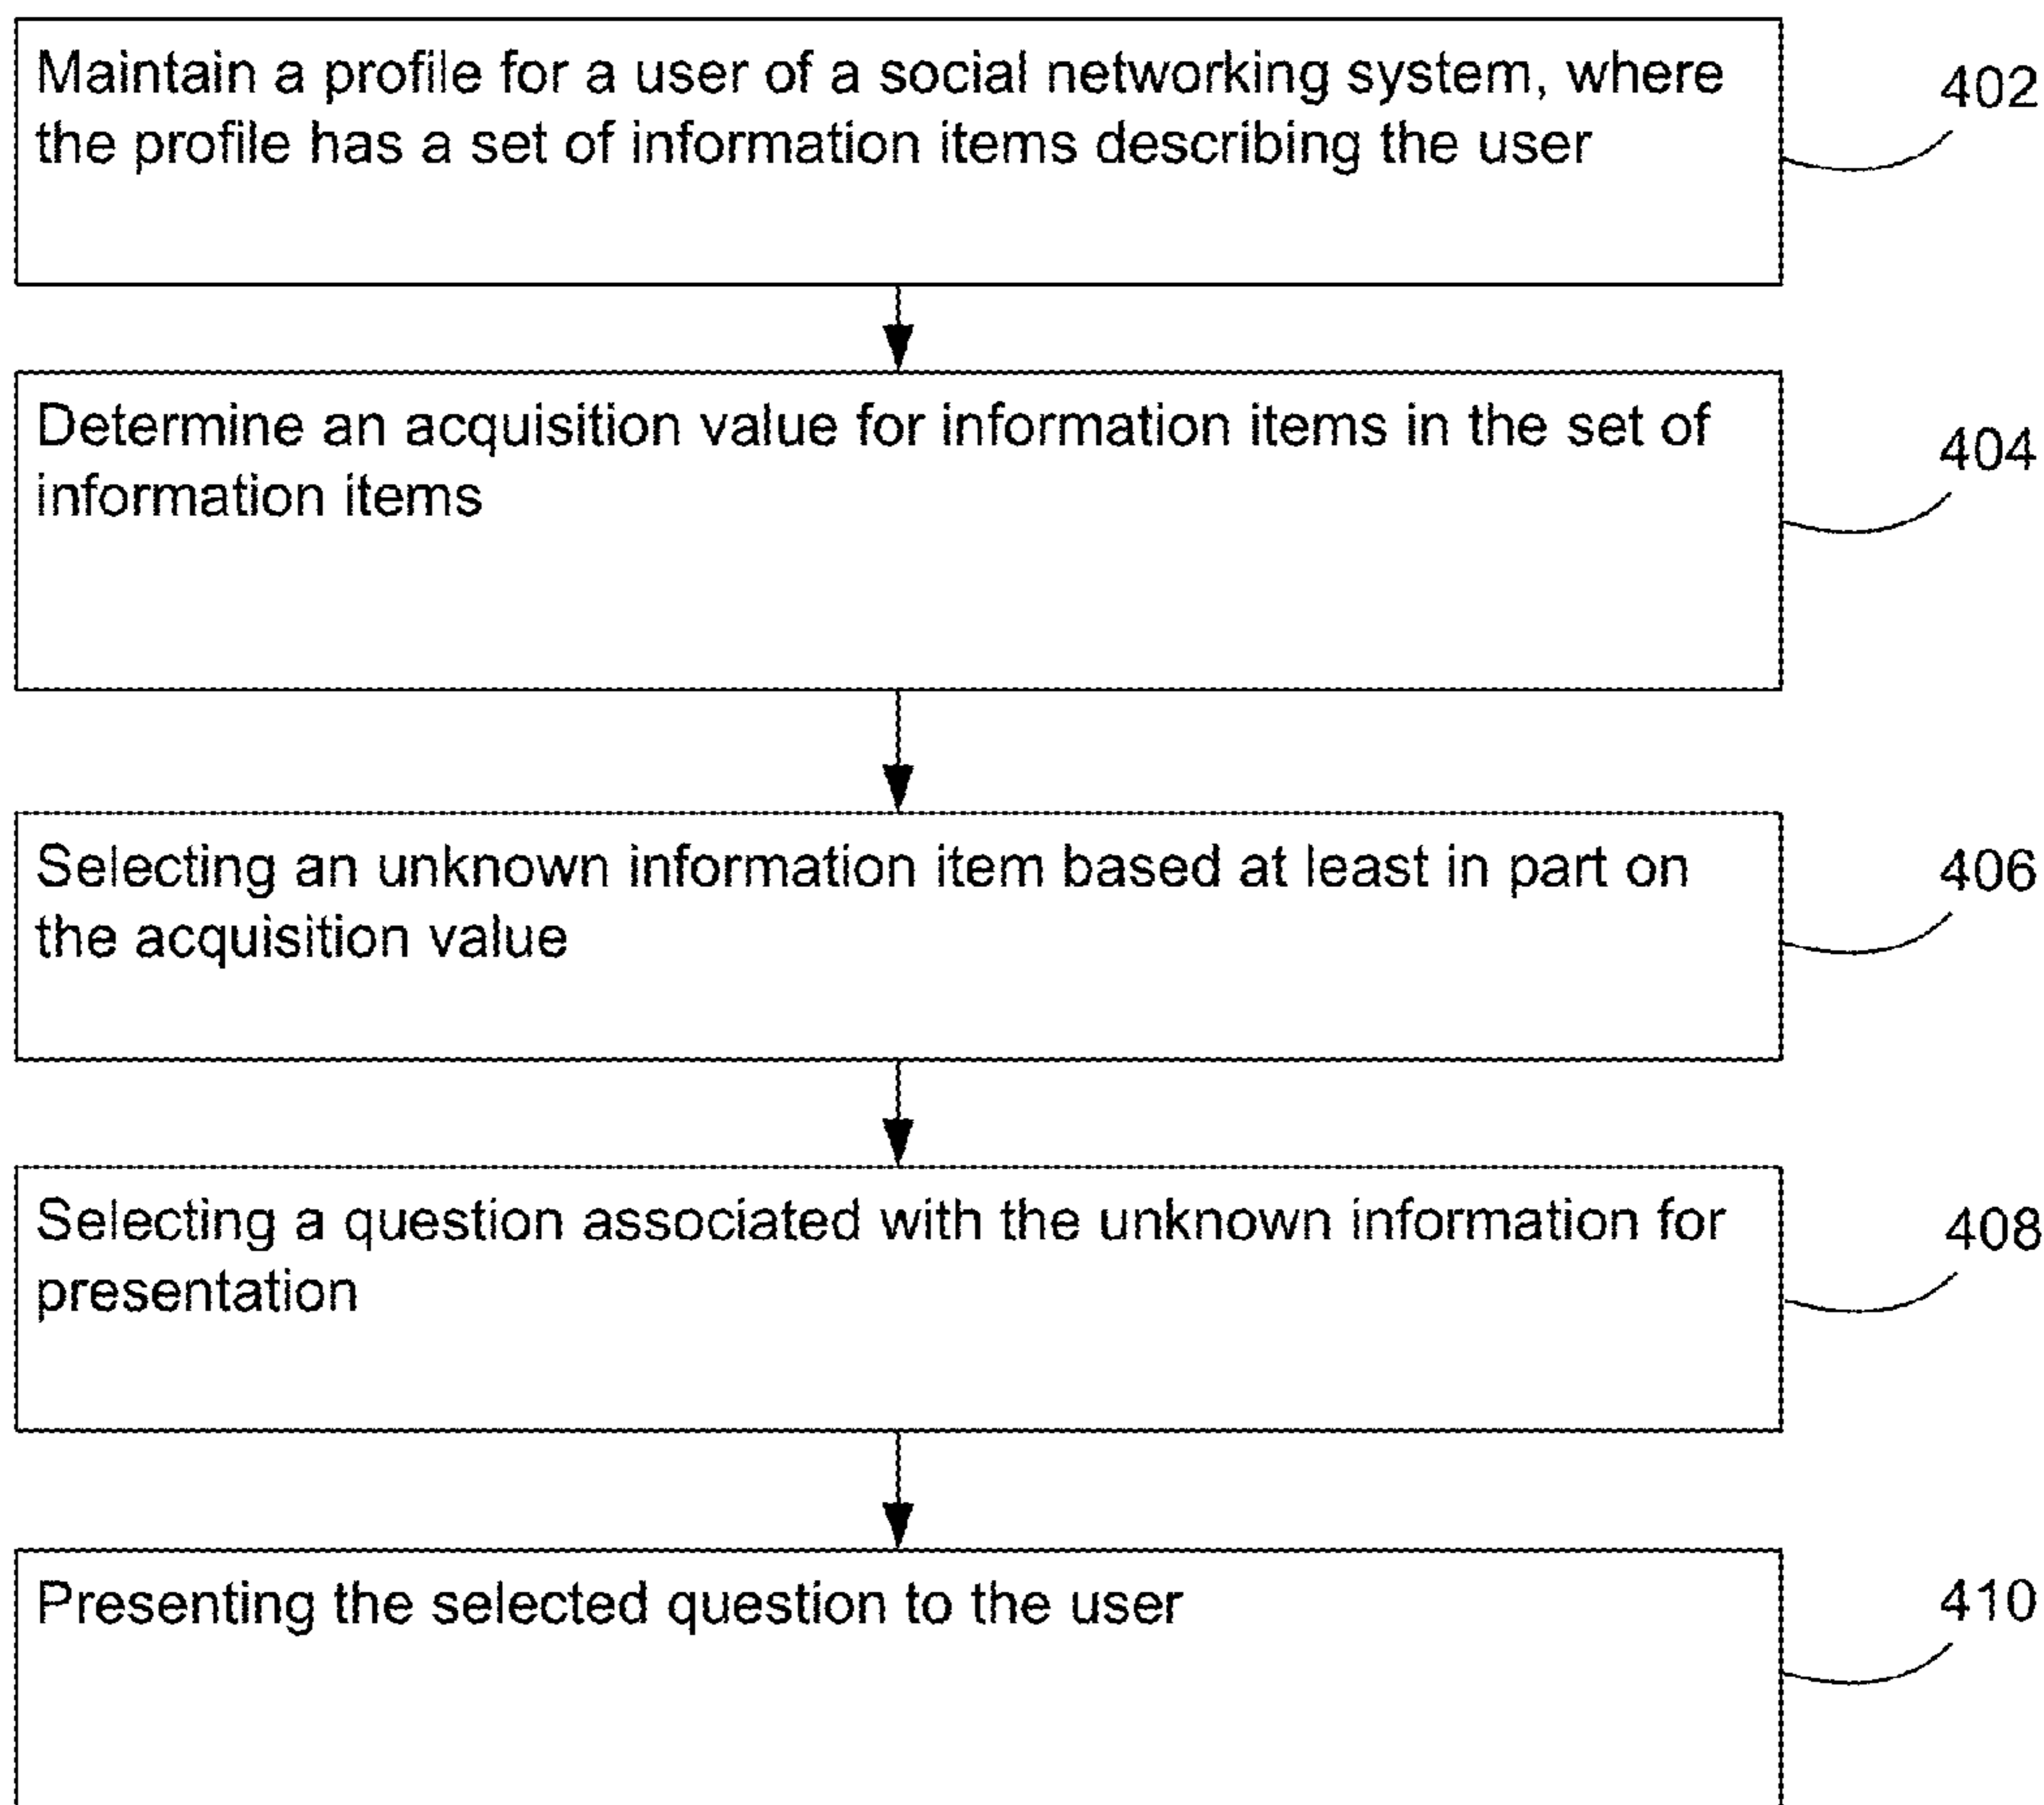 Maintain a profile for a user of a social networking system, where
the profile has a set of information items describing the user
402
Determine an acquisition value for information items in the set of
information items
404
Selecting an unknown information item based at least in part on
the acquisition value
406
Selecting a question associated with the unknown information for
presentation
408
Presenting the selected question to the user
410